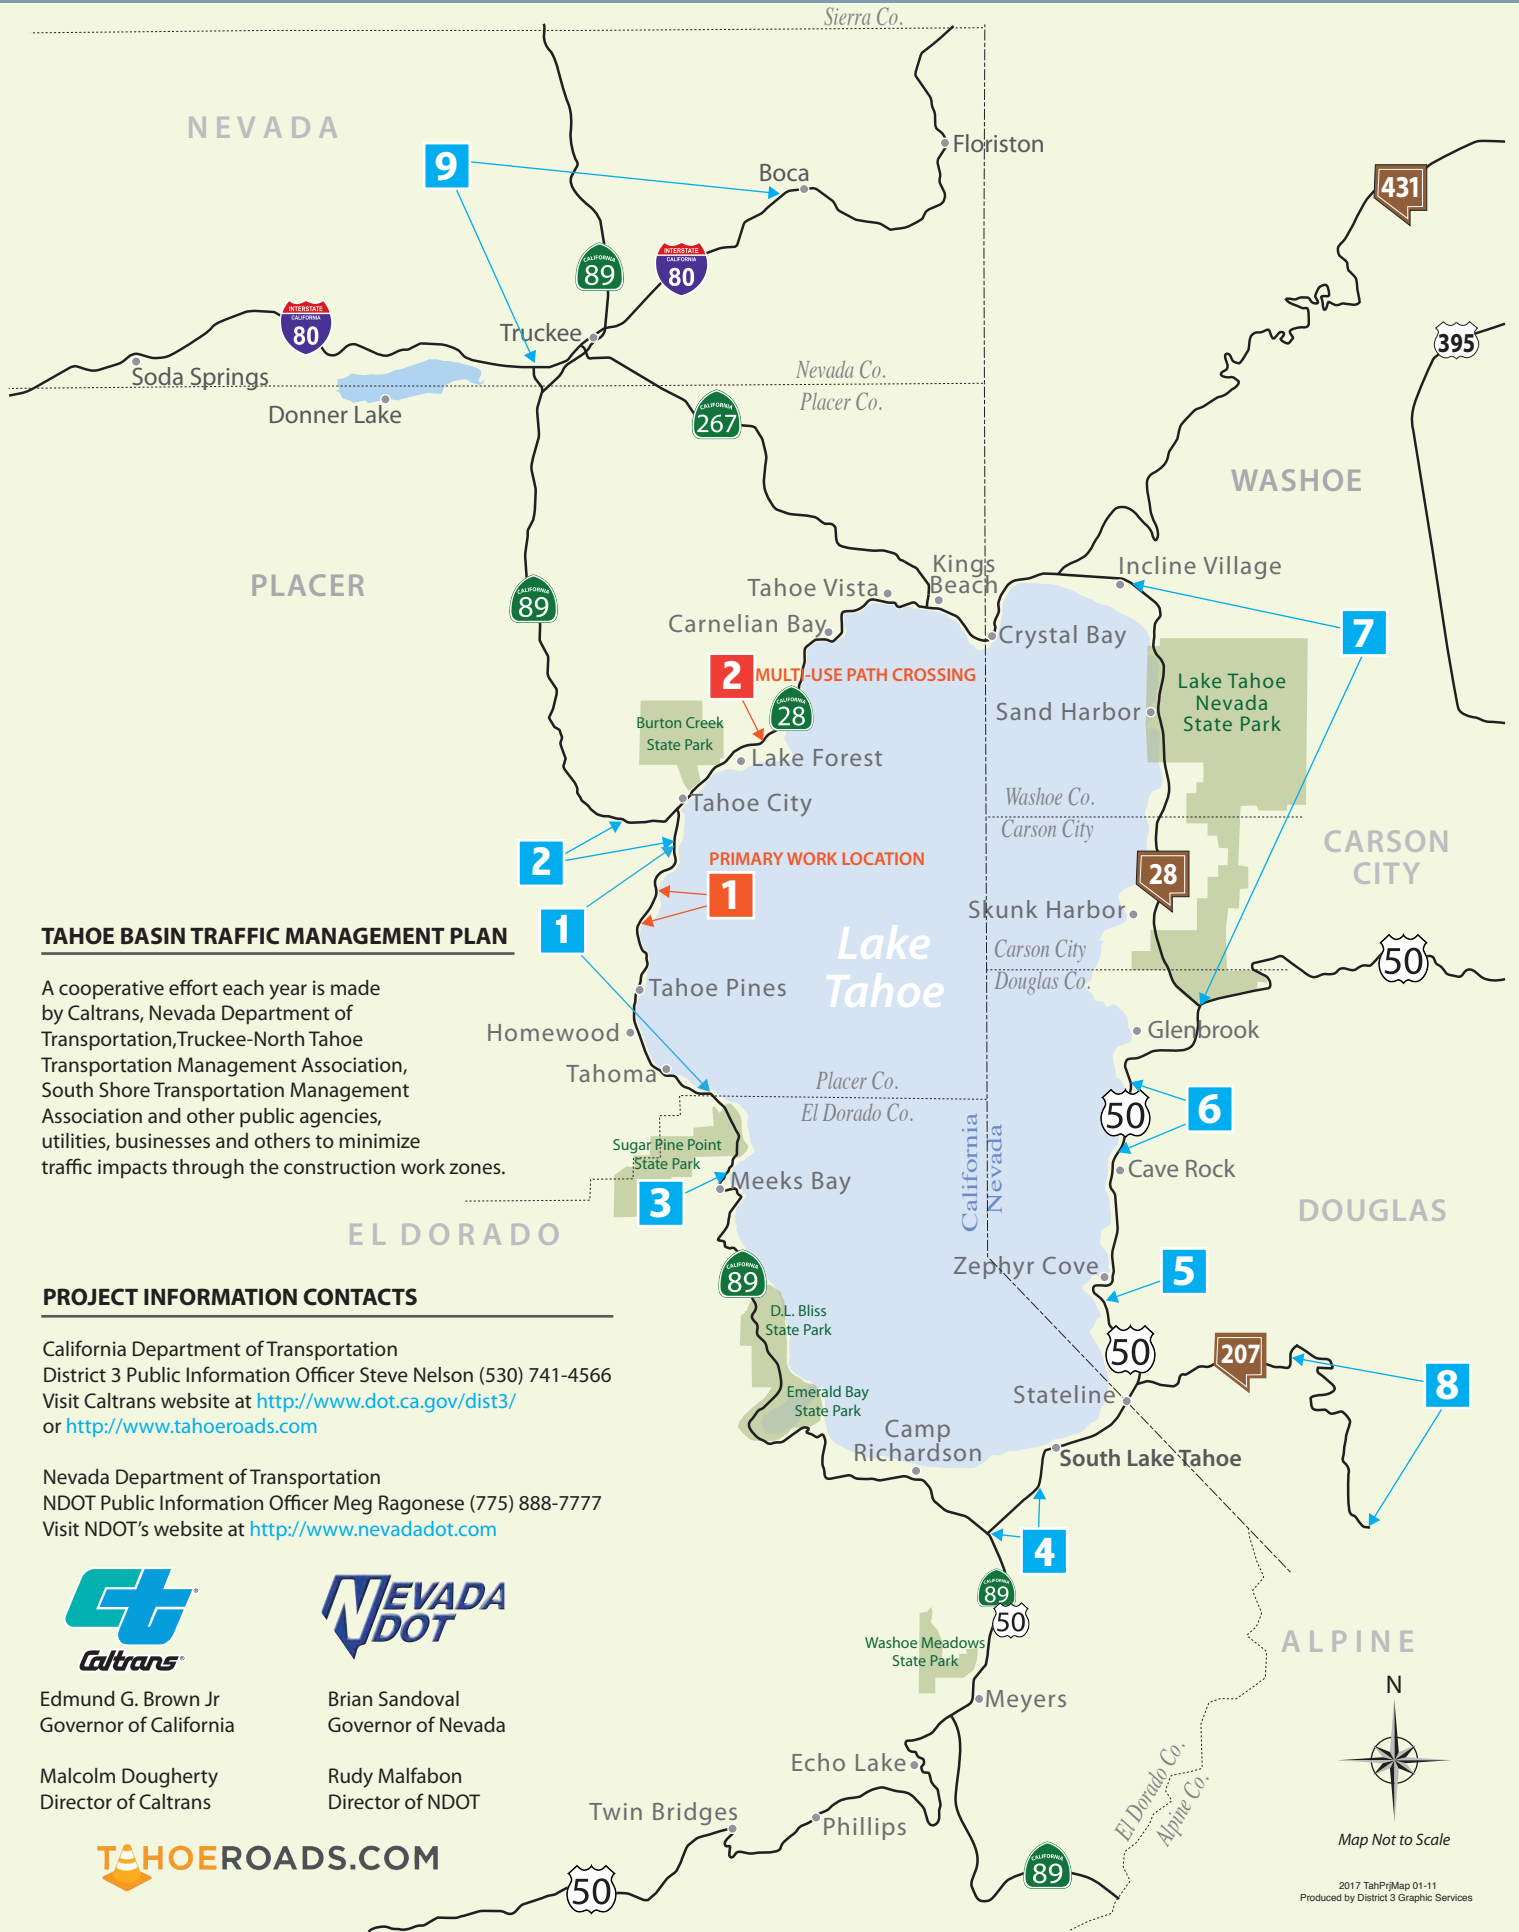 Sierra Co.
NEVADA
9
Floriston
Boca
431
CALIFORNIA
89
INTERSTATE
CALIFORNIA
80
INTERSTATE
CALIFORNIA
80
Truckee
395
Soda Springs
Nevada Co.
Placer Co.
Donner Lake
CALIFORNIA
267
WASHOE
PLACER
CALIFORNIA
89
Kings
Beach
Incline Village
Tahoe Vista
Carnelian Bay
Crystal Bay
7
2
MULTI-USE PATH CROSSING
CALIFORNIA
28
Burton Creek
State Park
Sand Harbor
Lake Tahoe
Nevada
State Park
Lake Forest
Tahoe City
Washoe Co.
Carson City
CARSON
CITY
2
PRIMARY WORK LOCATION
1
28
1
Skunk Harbor
Lake
Tahoe
Carson City
Douglas Co.
50
TAHOE BASIN TRAFFIC MANAGEMENT PLAN
A cooperative effort each year is made
by Caltrans, Nevada Department of
Transportation,Truckee-North Tahoe
Transportation Management Association,
South Shore Transportation Management
Association and other public agencies,
utilities, businesses and others to minimize
traffic impacts through the construction work zones.
Tahoe Pines
Homewood
Glenbrook
Tahoma
Placer Co.
El Dorado Co.
50
6
California
Nevada
Sugar Pine Point
State Park
Cave Rock
Meeks Bay
3
EL DORADO
DOUGLAS
CALIFORNIA
89
Zephyr Cove
5
PROJECT INFORMATION CONTACTS
California Department of Transportation
District 3 Public Information Officer Steve Nelson (530) 741-4566
Visit Caltrans website at http://www.dot.ca.gov/dist3/
or http://www.tahoeroads.com
Nevada Department of Transportation
NDOT Public Information Officer Meg Ragonese (775) 888-7777
Visit NDOT's website at http://www.nevadadot.com
D.L. Bliss
State Park
50
207
8
Emerald Bay
State Park
Stateline
Camp
Richardson
South Lake Tahoe
4
CALIFORNIA
89
50
Ct
Caltrans
NEVADA
DOT
Washoe Meadows
State Park
ALPINE
Edmund G. Brown Jr
Governor of California
Brian Sandoval
Governor of Nevada
Meyers
N
Malcolm Dougherty
Director of Caltrans
Rudy Malfabon
Director of NDOT
Echo Lake
El Dorado Co.
Alpine Co.
Twin Bridges
Phillips
Map Not to Scale
TAHOEROADS.COM
50
CALIFORNIA
89
2017 TahPrjMap 01-11
Produced by District 3 Graphic Services